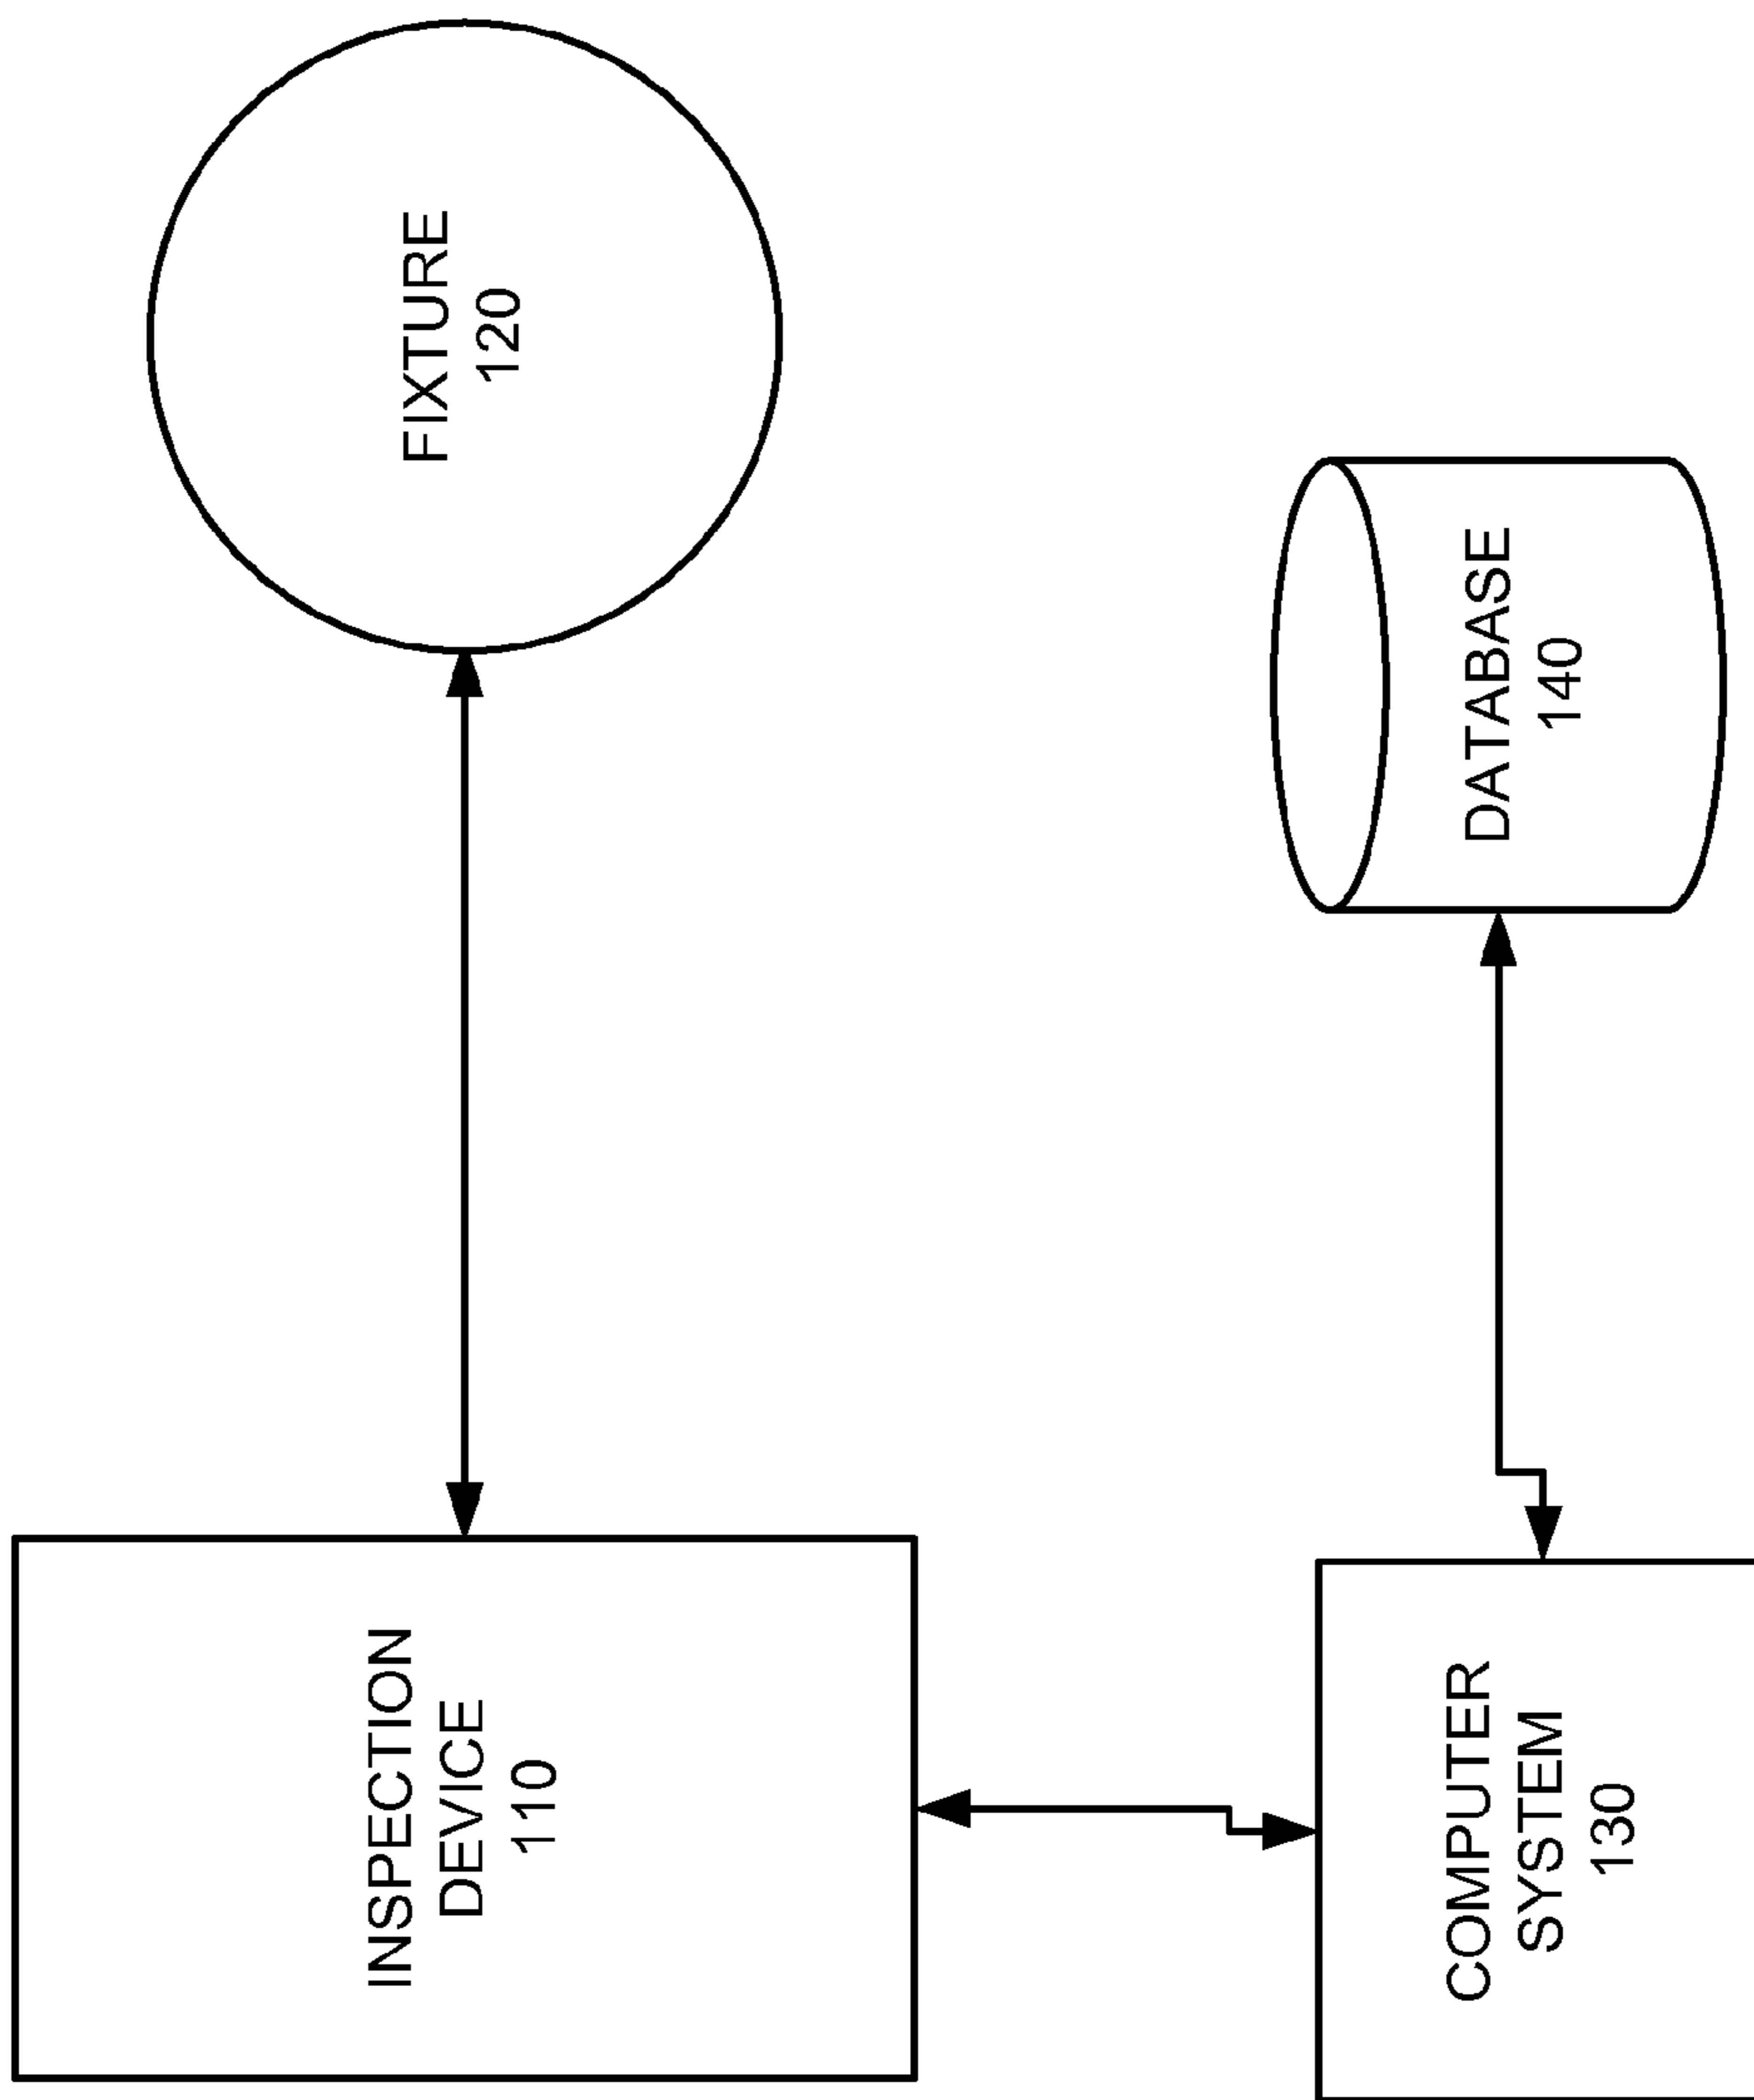 INSPECTION
DEVICE
110
FIXTURE
120
COMPUTER
SYSTEM
130
DATABASE
140